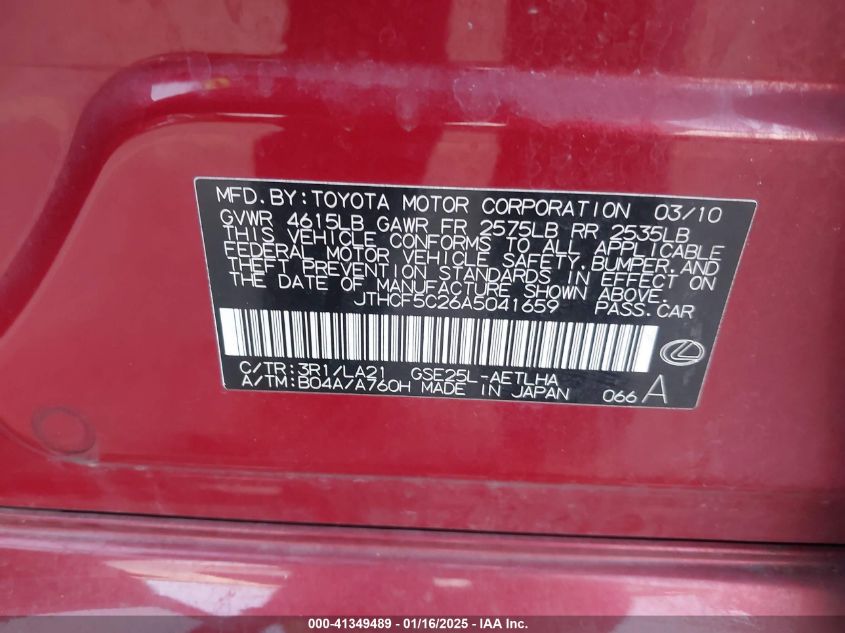 MFD. BY: TOYOTA MOTOR CORPORATION 03/10
GVWR 4615LB GAWR FR 2575LB RR 2535LB
THIS VEHICLE CONFORMS TO ALL APPLICABLE
FEDERAL MOTOR VEHICLE SAFETY, BUMPER, AND
THEFT PREVENTION STANDARDS IN EFFECT ON
THE DATE OF MANUFACTURE SHOWN ABOVE.
JTHCF5C26A5041659 PASS. CAR
C/TR: 3R1/LA21 GSE25L-AETLHA
A/TM: B04A/A760H MADE IN JAPAN 066 A
000-41349489 - 01/16/2025 - IAA Inc.